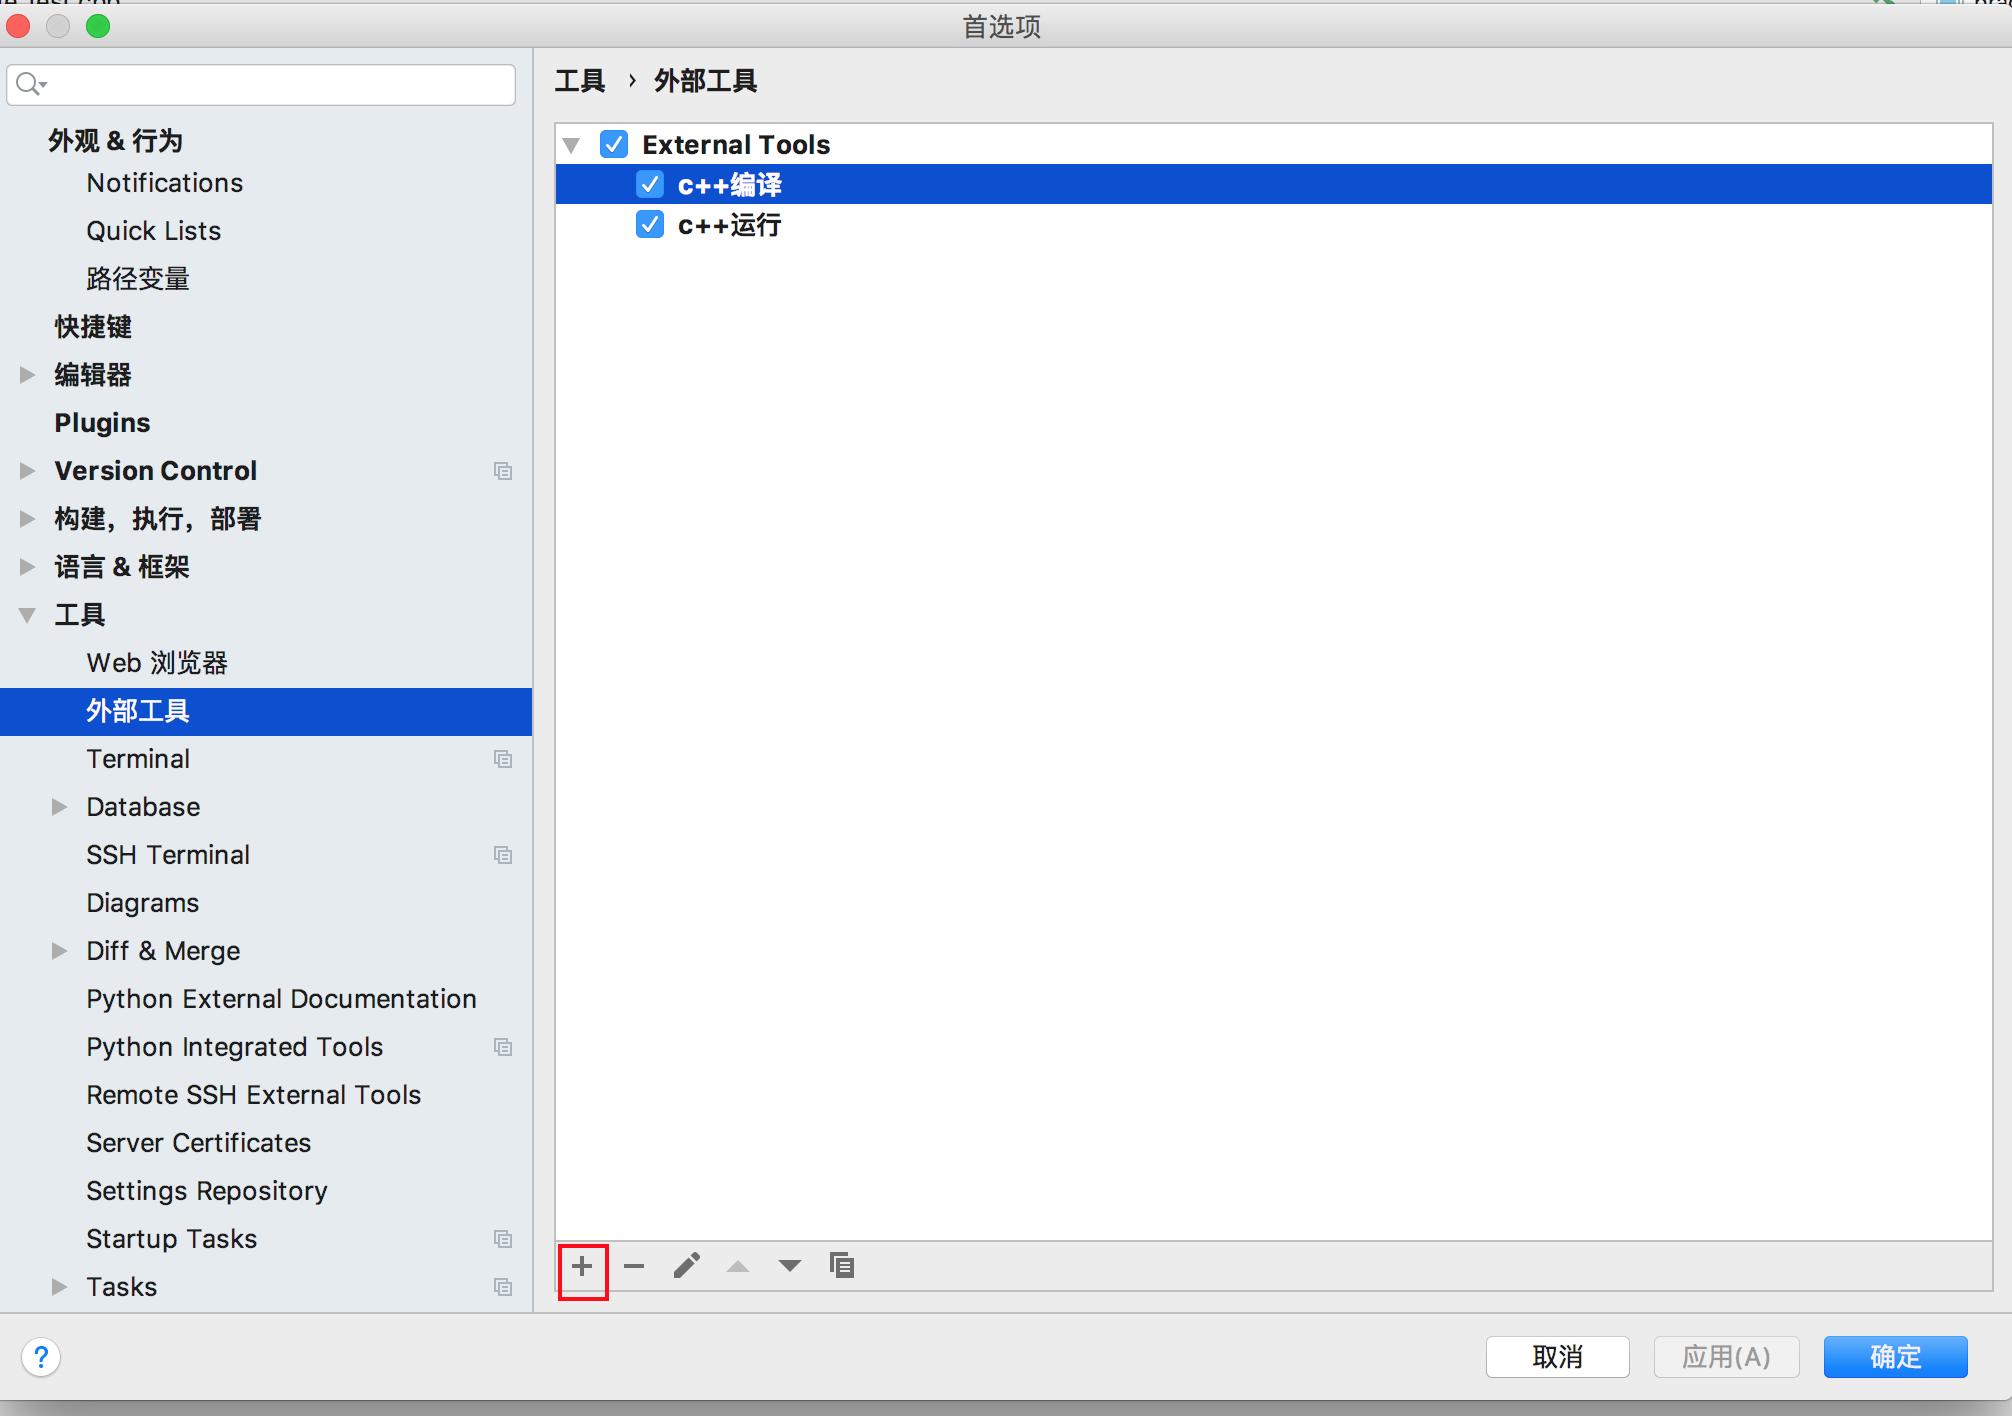 首选项
工具 › 外部工具
外观 & 行为
Notifications
Quick Lists
路径变量
快捷键
编辑器
Plugins
Version Control
构建，执行，部署
语言 & 框架
工具
Web 浏览器
外部工具
Terminal
Database
SSH Terminal
Diagrams
Diff & Merge
Python External Documentation
Python Integrated Tools
Remote SSH External Tools
Server Certificates
Settings Repository
Startup Tasks
Tasks
External Tools
c++编译
c++运行
?
取消
应用(A)
确定